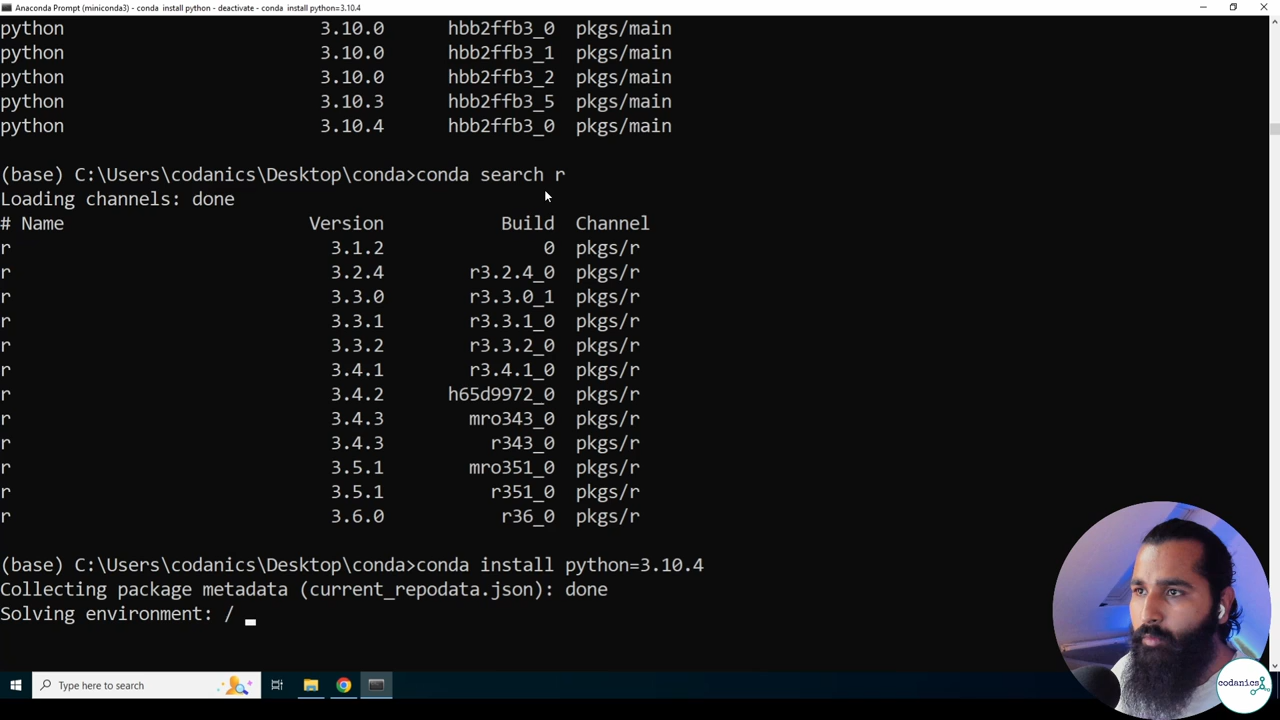 Anaconda Prompt (miniconda3) - conda install python - deactivate - conda install python=3.10.4
python 3.10.0 hbb2ffb3_0 pkgs/main
python 3.10.0 hbb2ffb3_1 pkgs/main
python 3.10.0 hbb2ffb3_2 pkgs/main
python 3.10.3 hbb2ffb3_5 pkgs/main
python 3.10.4 hbb2ffb3_0 pkgs/main
(base) C:\Users\codanics\Desktop\conda>conda search r
Loading channels: done
# Name Version Build Channel
r 3.1.2 0 pkgs/r
r 3.2.4 r3.2.4_0 pkgs/r
r 3.3.0 r3.3.0_1 pkgs/r
r 3.3.1 r3.3.1_0 pkgs/r
r 3.3.2 r3.3.2_0 pkgs/r
r 3.4.1 r3.4.1_0 pkgs/r
r 3.4.2 h65d9972_0 pkgs/r
r 3.4.3 mro343_0 pkgs/r
r 3.4.3 r343_0 pkgs/r
r 3.5.1 mro351_0 pkgs/r
r 3.5.1 r351_0 pkgs/r
r 3.6.0 r36_0 pkgs/r
(base) C:\Users\codanics\Desktop\conda>conda install python=3.10.4
Collecting package metadata (current_repodata.json): done
Solving environment: /
Type here to search
codanics